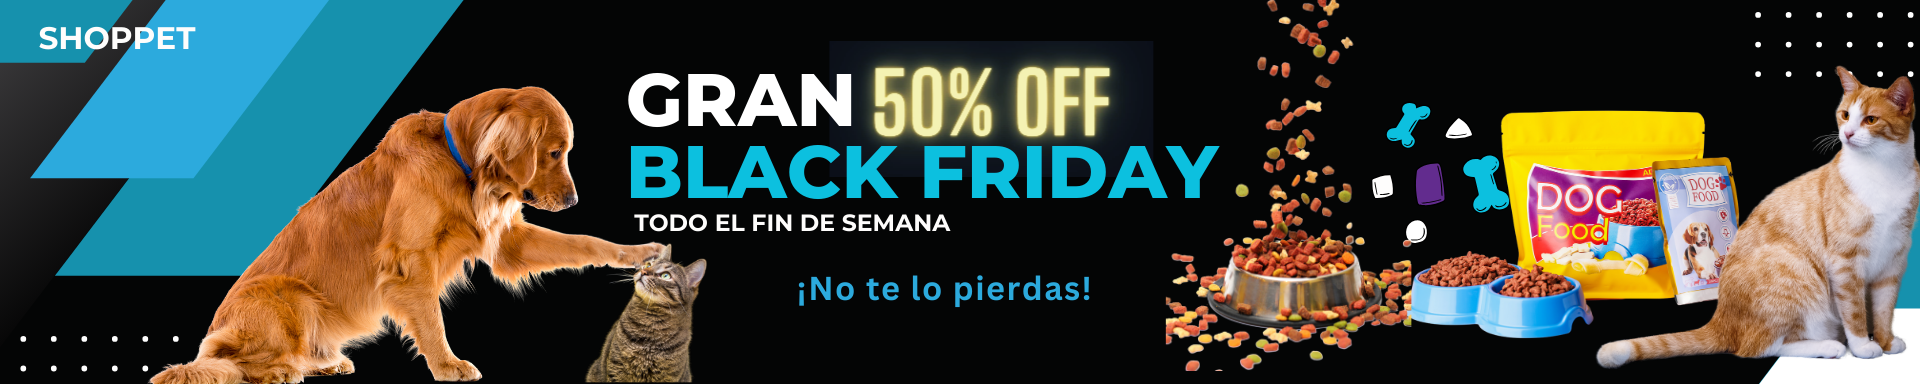 SHOPPET
GRAN 50% OFF
BLACK FRIDAY
TODO EL FIN DE SEMANA
¡No te lo pierdas!
DOG
Food
DOG
FOOD